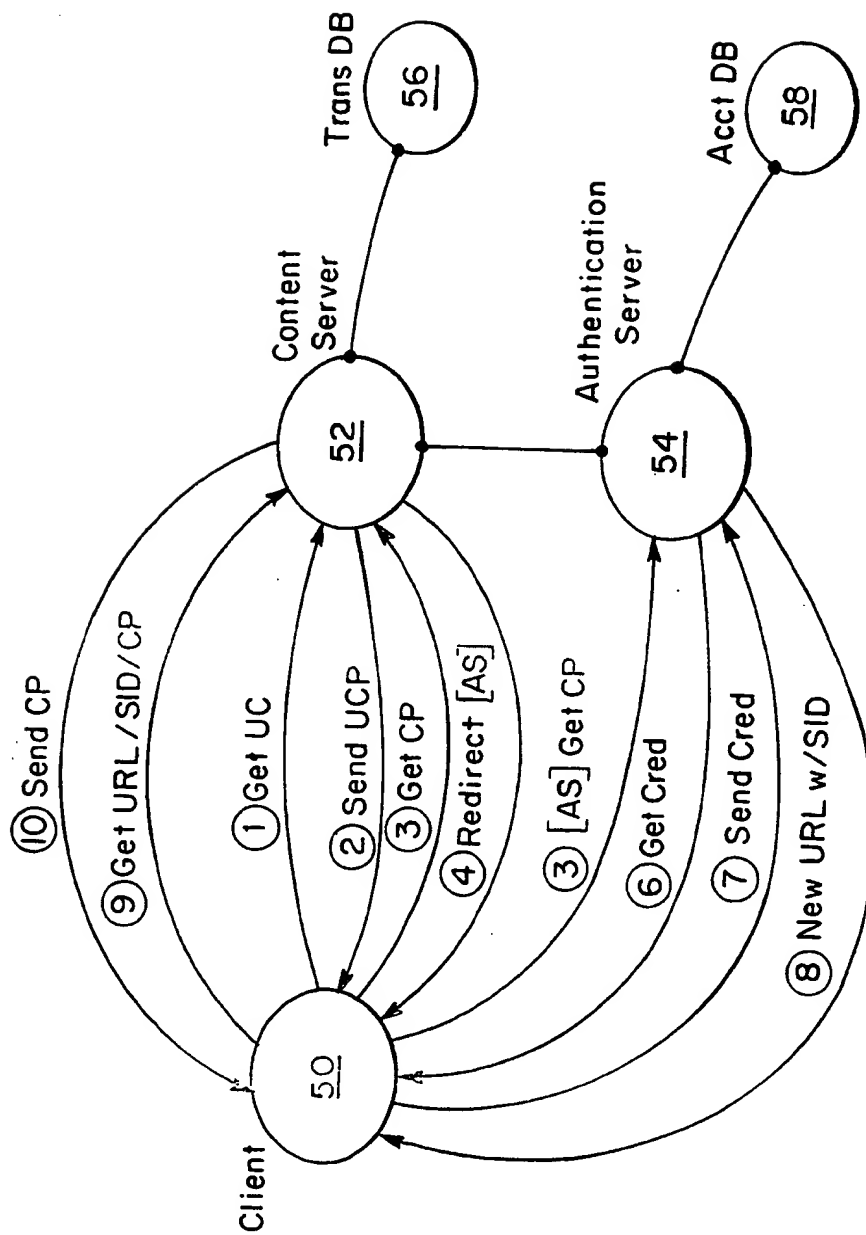 ⑩ Send CP
⑨ Get URL/SID/CP
① Get UC
② Send UCP
③ Get CP
④ Redirect [AS]
③ [AS] Get CP
⑥ Get Cred
⑦ Send Cred
⑧ New URL w/SID
Client
50
Content
Server
52
Trans DB
56
Authentication
Server
54
Acct DB
58